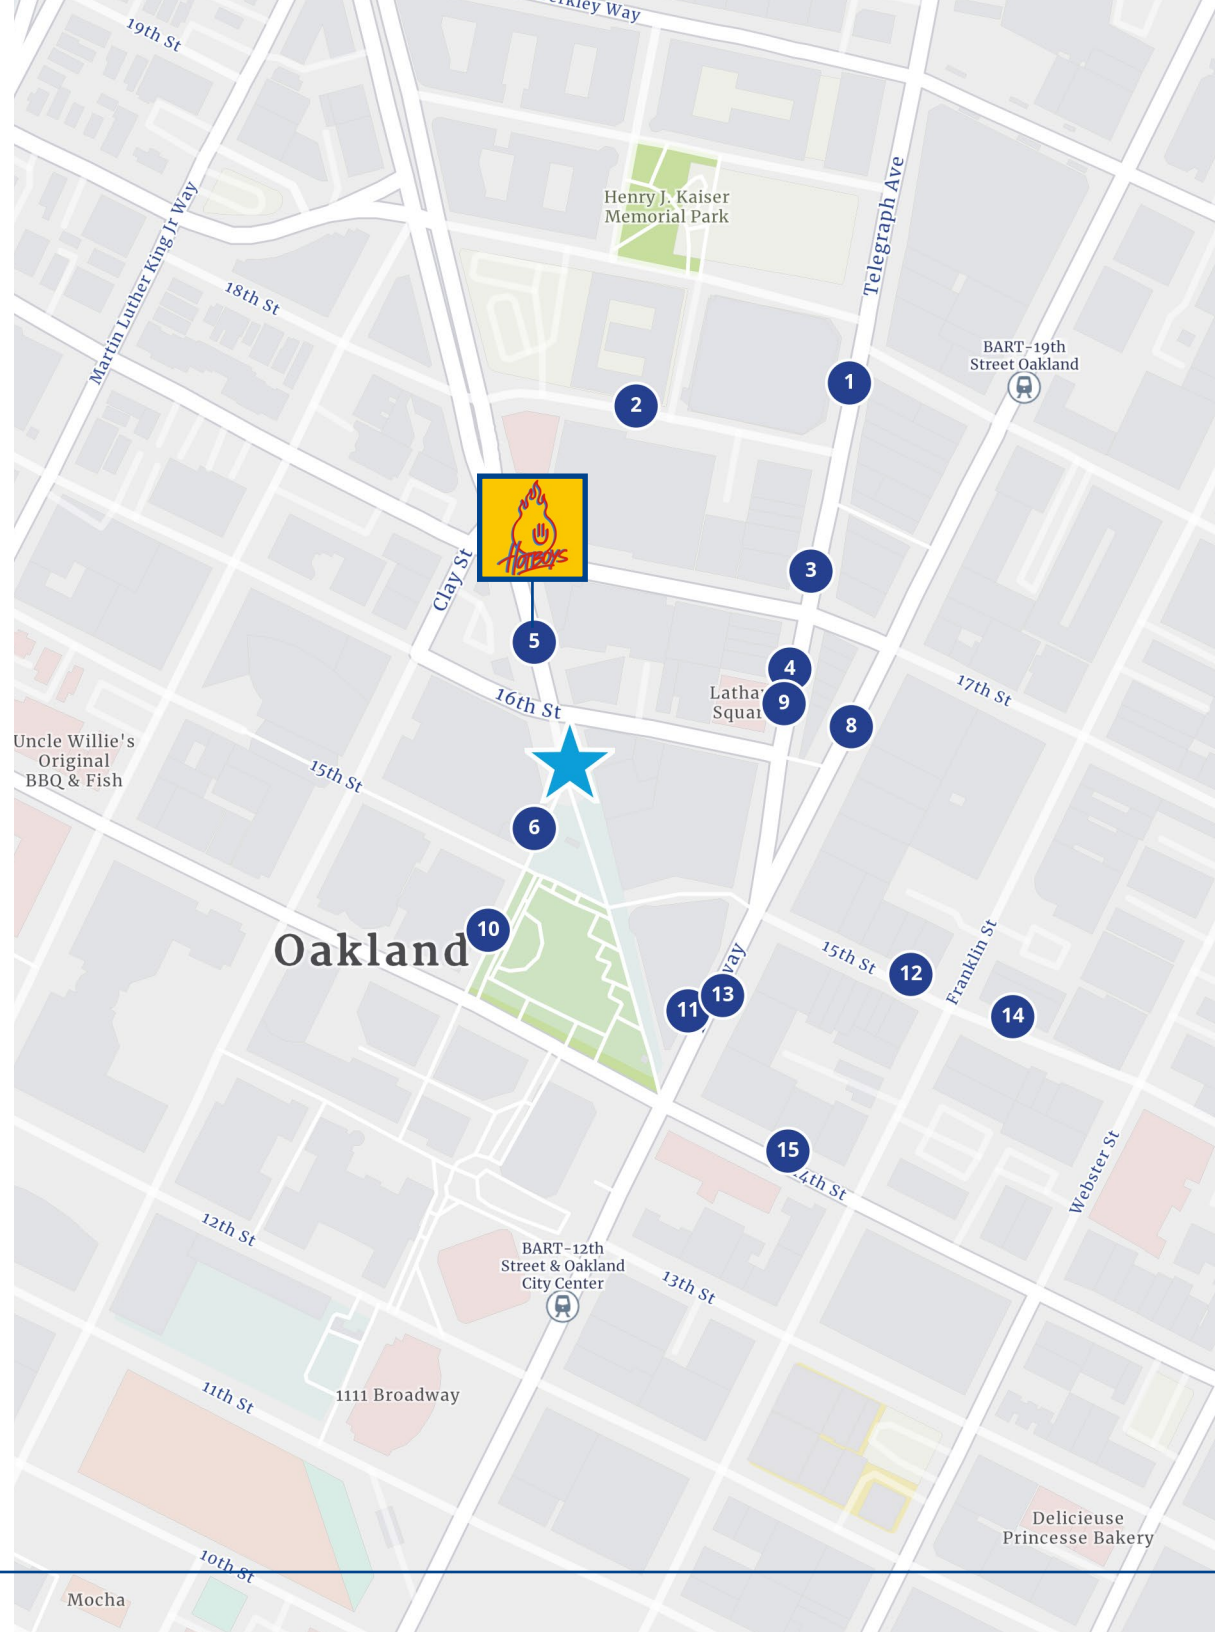 19th St
rkley Way
Martin Luther King Jr Way
Henry J. Kaiser
Memorial Park
Telegraph Ave
18th St
BART-19th
Street Oakland
1
2
HOTBOYS
3
Clay St
5
4
16th St
17th St
9
8
Uncle Willie's
Original
BBQ & Fish
15th St
6
10
Oakland
15th St
12
Franklin St
11
13
14
15
14th St
Webster St
12th St
BART-12th
Street & Oakland
City Center
13th St
1111 Broadway
11th St
Delicieuse
Princesse Bakery
10th St
Mocha